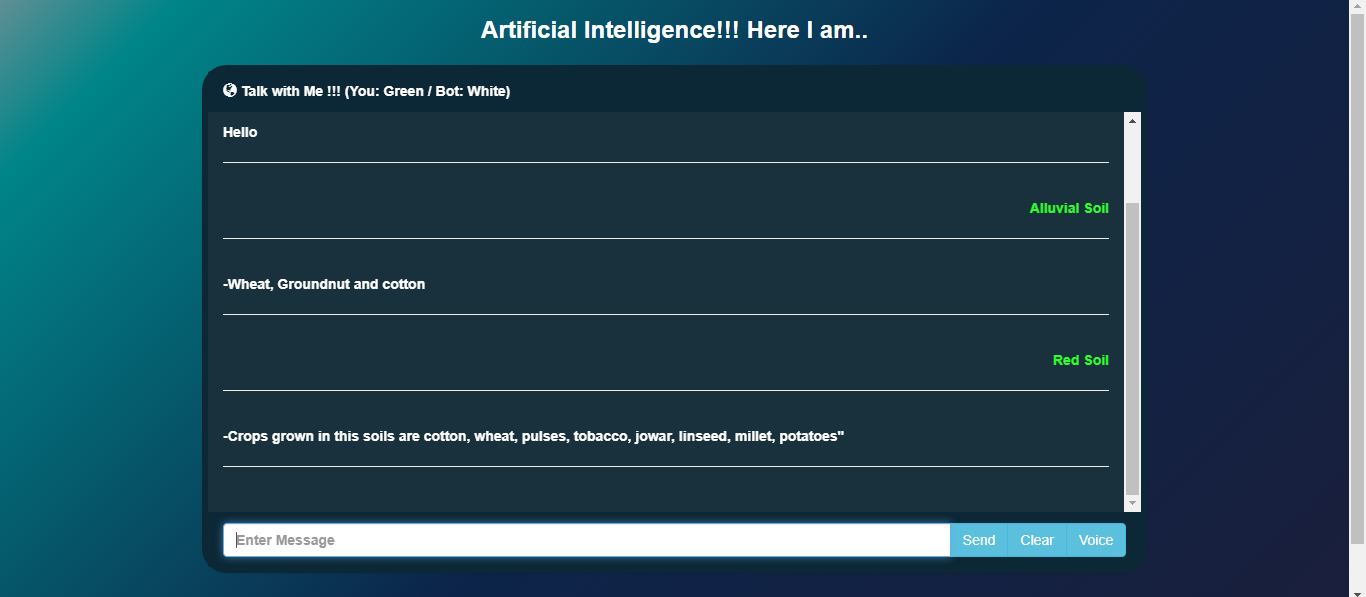 Artificial Intelligence!!! Here I am..
Talk with Me !!! (You: Green / Bot: White)
Hello
Alluvial Soil
-Wheat, Groundnut and cotton
Red Soil
-Crops grown in this soils are cotton, wheat, pulses, tobacco, jowar, linseed, millet, potatoes"
Enter Message Send Clear Voice